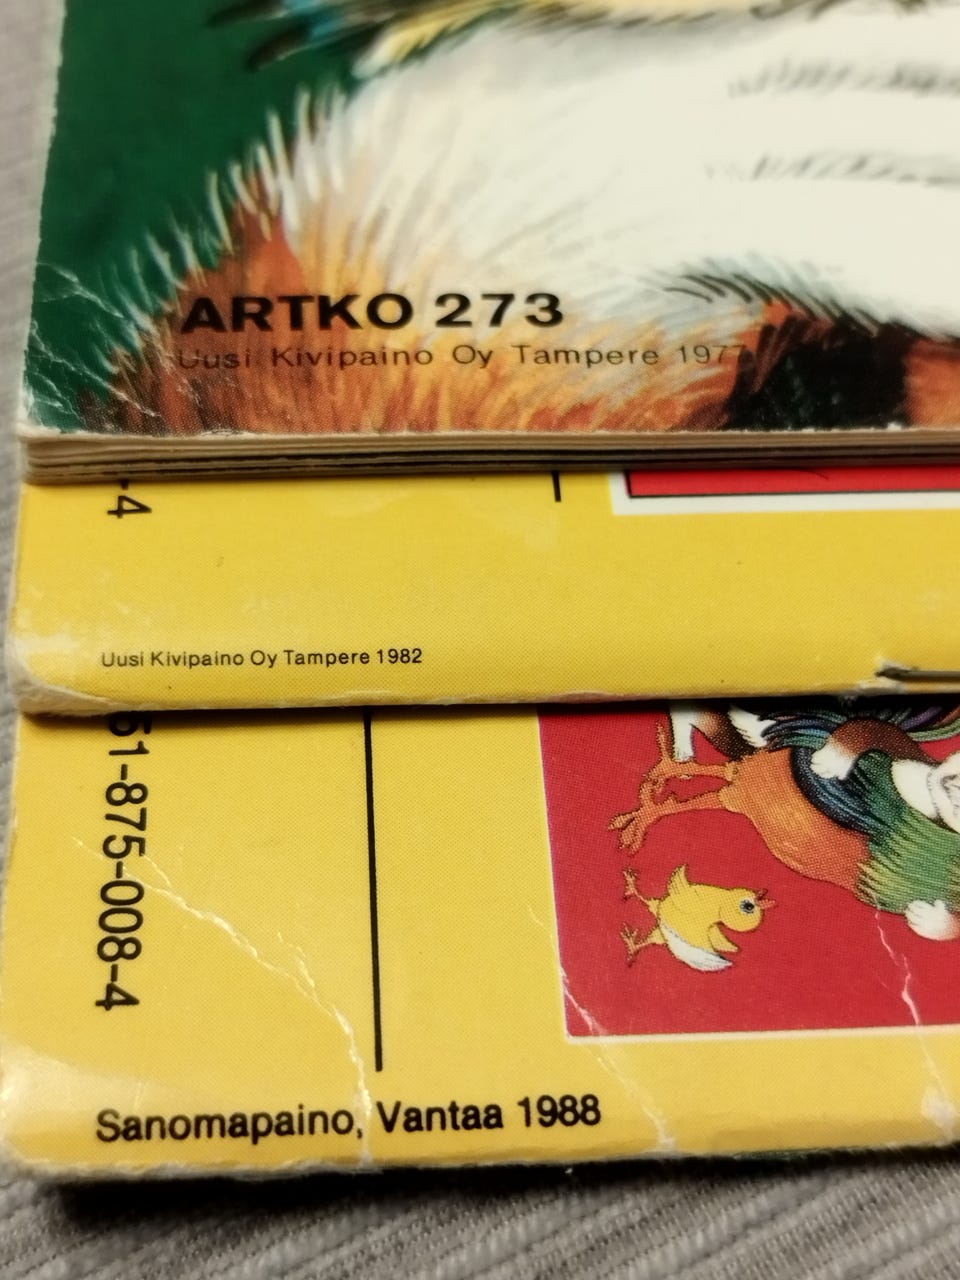 ARTKO 273
Uusi Kivipaino Oy Tampere 1977
-4
Uusi Kivipaino Oy Tampere 1982
61-875-008-4
Sanomapaino, Vantaa 1988